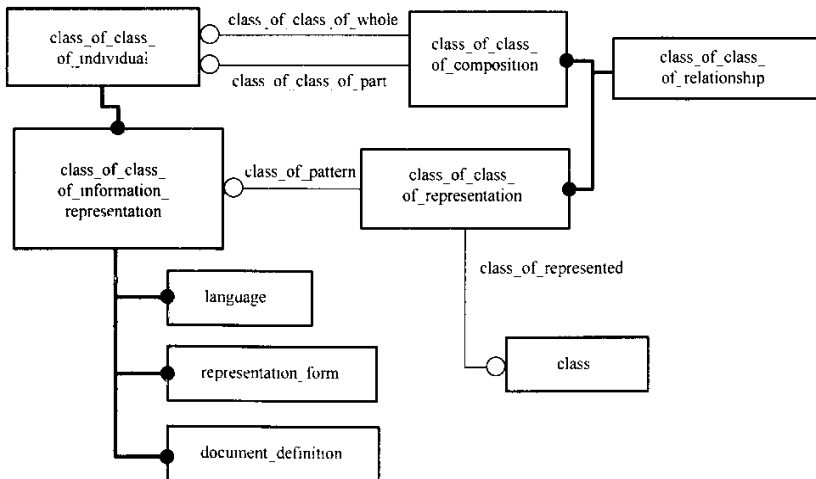 class_of_class_
of_individual
class_of_class_of_whole
class_of_class_of_part
class_of_class_
of_composition
class_of_class_
of_relationship
class_of_class_
of_information_
representation
class_of_pattern
class_of_class_
of_representation
class_of_represented
language
representation_form
class
document_definition